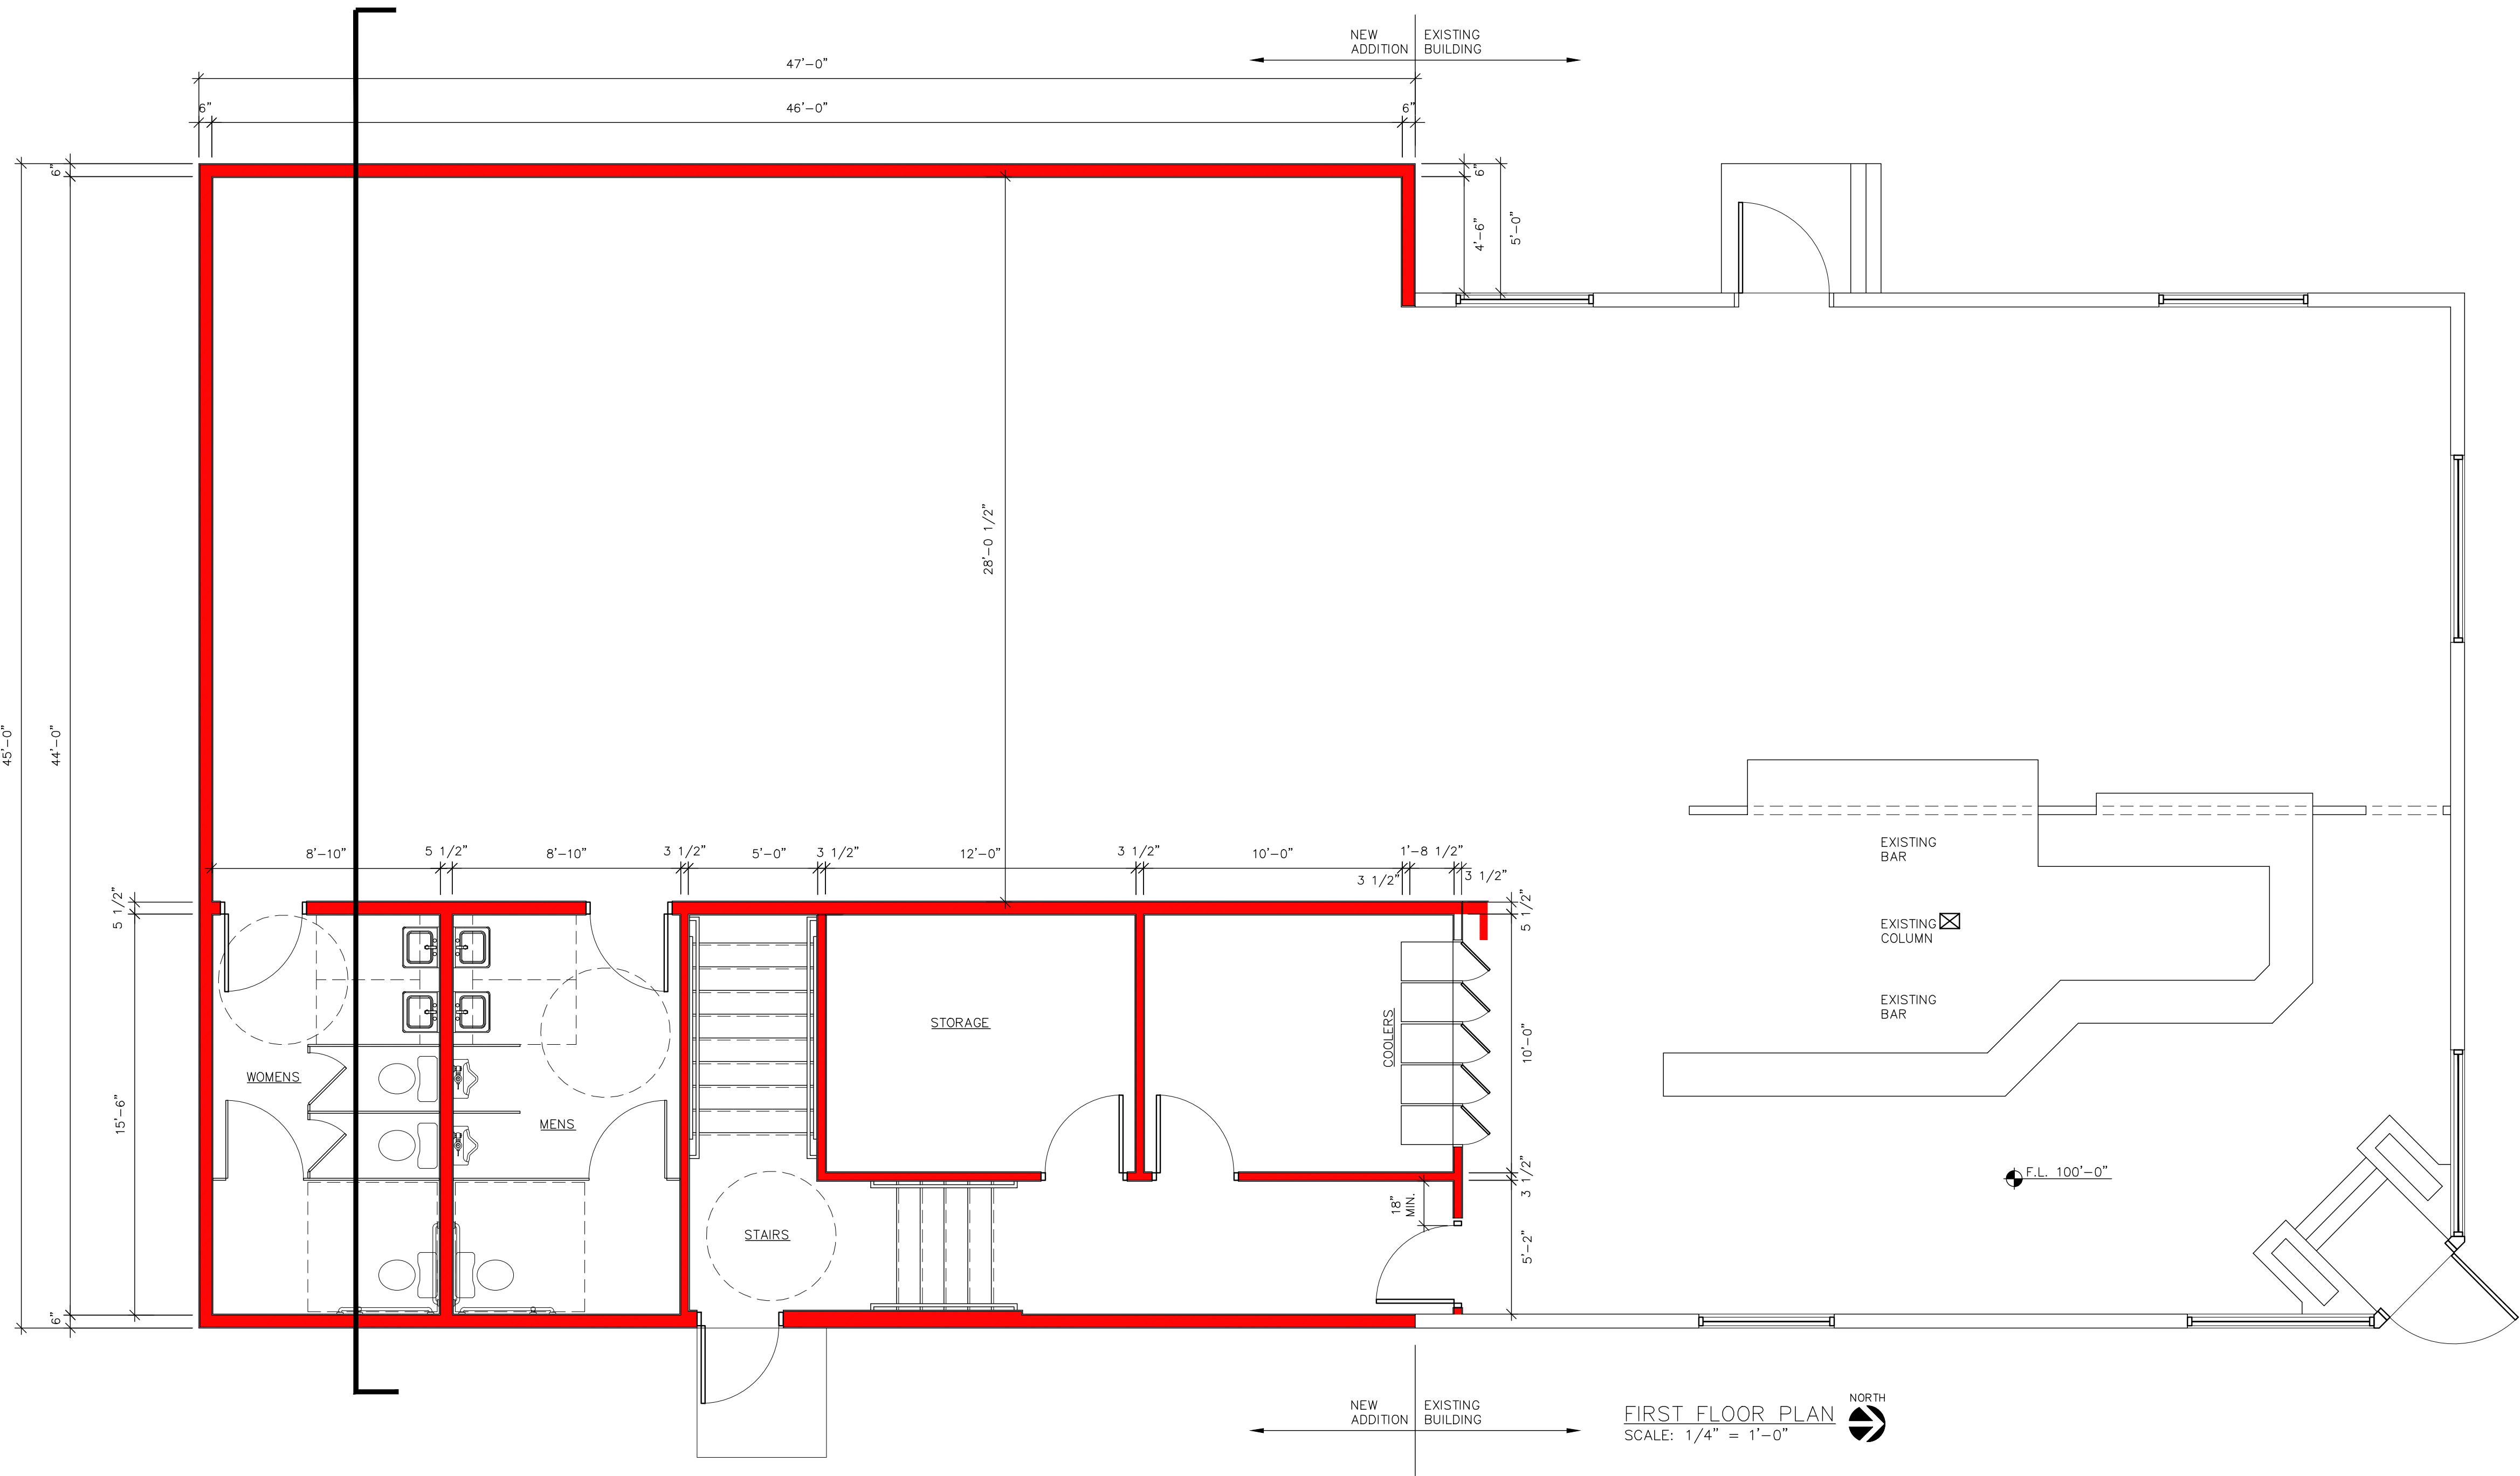 NEW
ADDITION
EXISTING
BUILDING
47'-0"
6"
46'-0"
6"
6"
6"
4'-6"
5'-0"
28'-0 1/2"
45'-0"
44'-0"
8'-10"
5 1/2"
8'-10"
3 1/2"
5'-0"
3 1/2"
12'-0"
3 1/2"
10'-0"
1'-8 1/2"
3 1/2"
3 1/2"
5 1/2"
5 1/2"
EXISTING
BAR
EXISTING
COLUMN
EXISTING
BAR
STORAGE
COOLERS
10'-0"
WOMENS
MENS
15'-6"
3 1/2"
18"
MIN.
F.L. 100'-0"
STAIRS
5'-2"
6"
NEW
ADDITION
EXISTING
BUILDING
NORTH
FIRST FLOOR PLAN
SCALE: 1/4" = 1'-0"